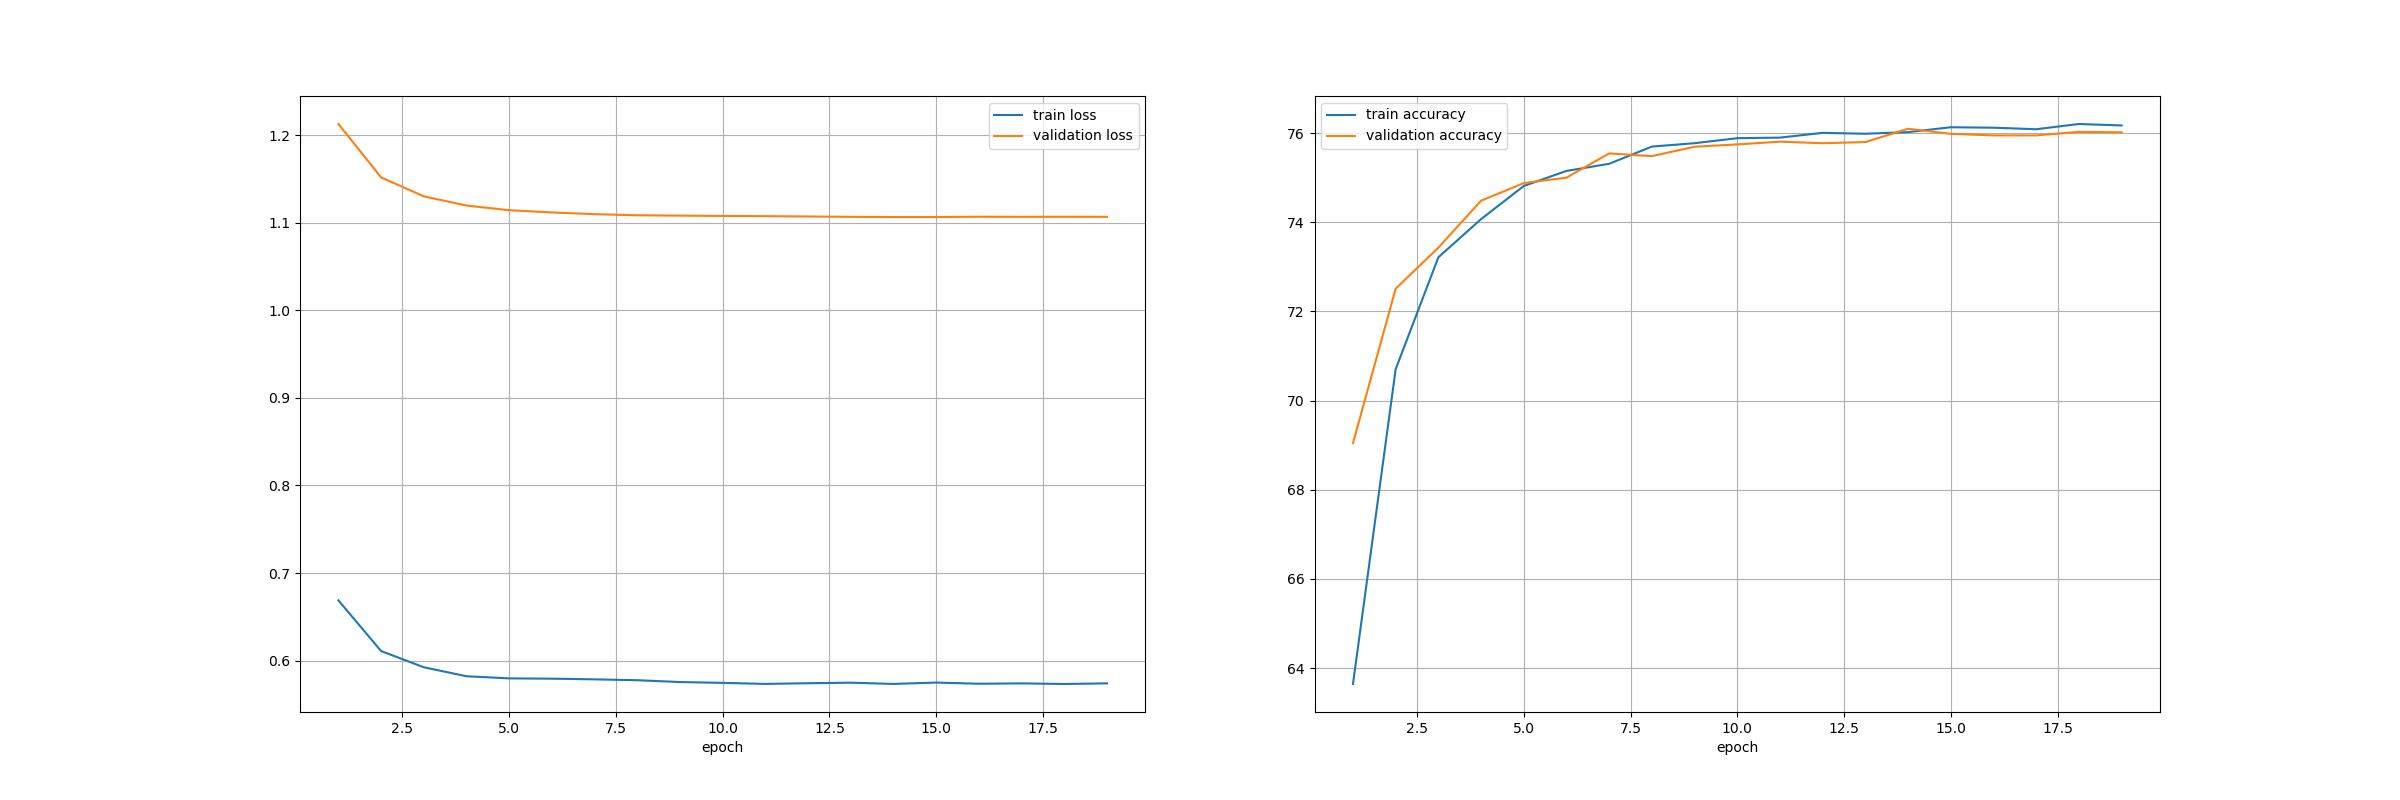 train loss
validation loss
1.2
1.1
1.0
0.9
0.8
0.7
0.6
2.5 5.0 7.5 10.0 12.5 15.0 17.5
epoch
train accuracy
validation accuracy
76
74
72
70
68
66
64
2.5 5.0 7.5 10.0 12.5 15.0 17.5
epoch